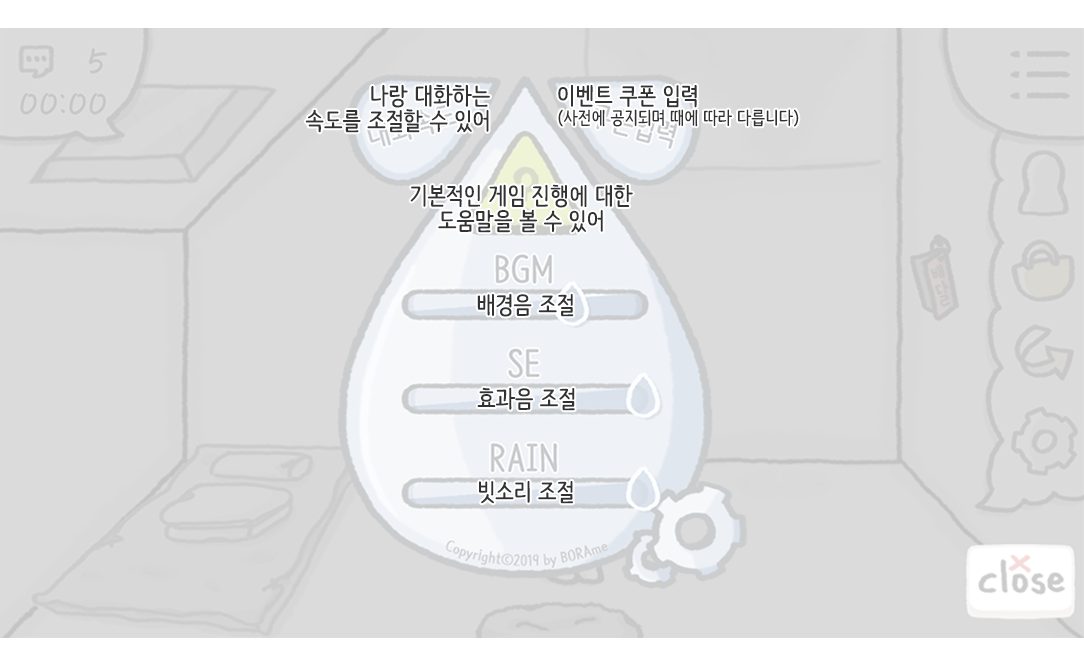 5
00:00
나랑 대화하는
속도를 조절할 수 있어
이벤트 쿠폰 입력
(사전에 공지되며 때에 따라 다릅니다)
기본적인 게임 진행에 대한
도움말을 볼 수 있어
BGM
배경음 조절
SE
효과음 조절
RAIN
빗소리 조절
Copyright©2019 by BORAme
배달
close